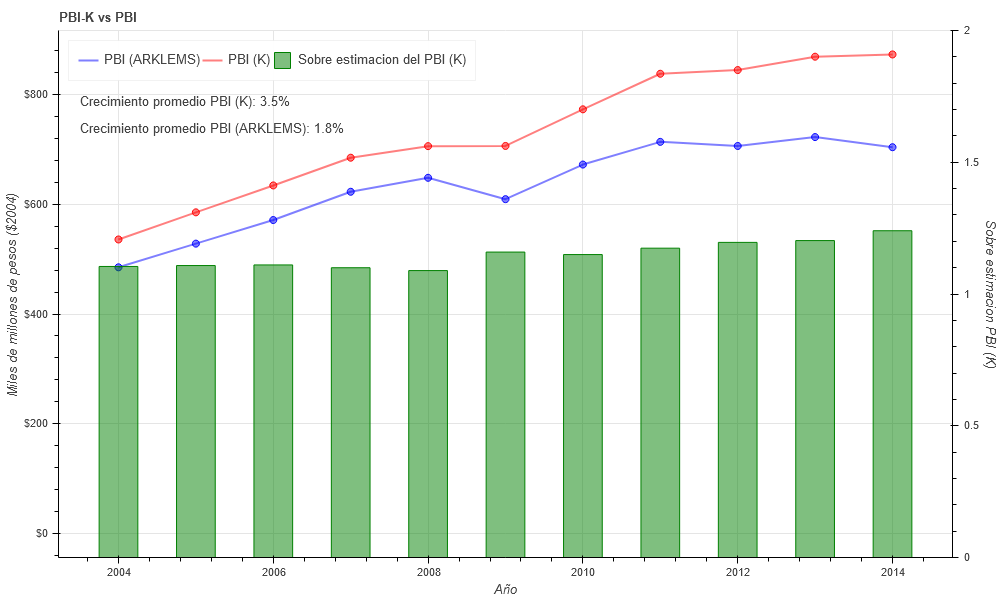 PBI-K vs PBI
PBI (ARKLEMS) PBI (K) Sobre estimacion del PBI (K)
Crecimiento promedio PBI (K): 3.5%
Crecimiento promedio PBI (ARKLEMS): 1.8%
Miles de millones de pesos ($2004)
$800
$600
$400
$200
$0
2
1.5
1
0.5
0
Sobre estimacion PBI (K)
2004 2006 2008 2010 2012 2014
Año